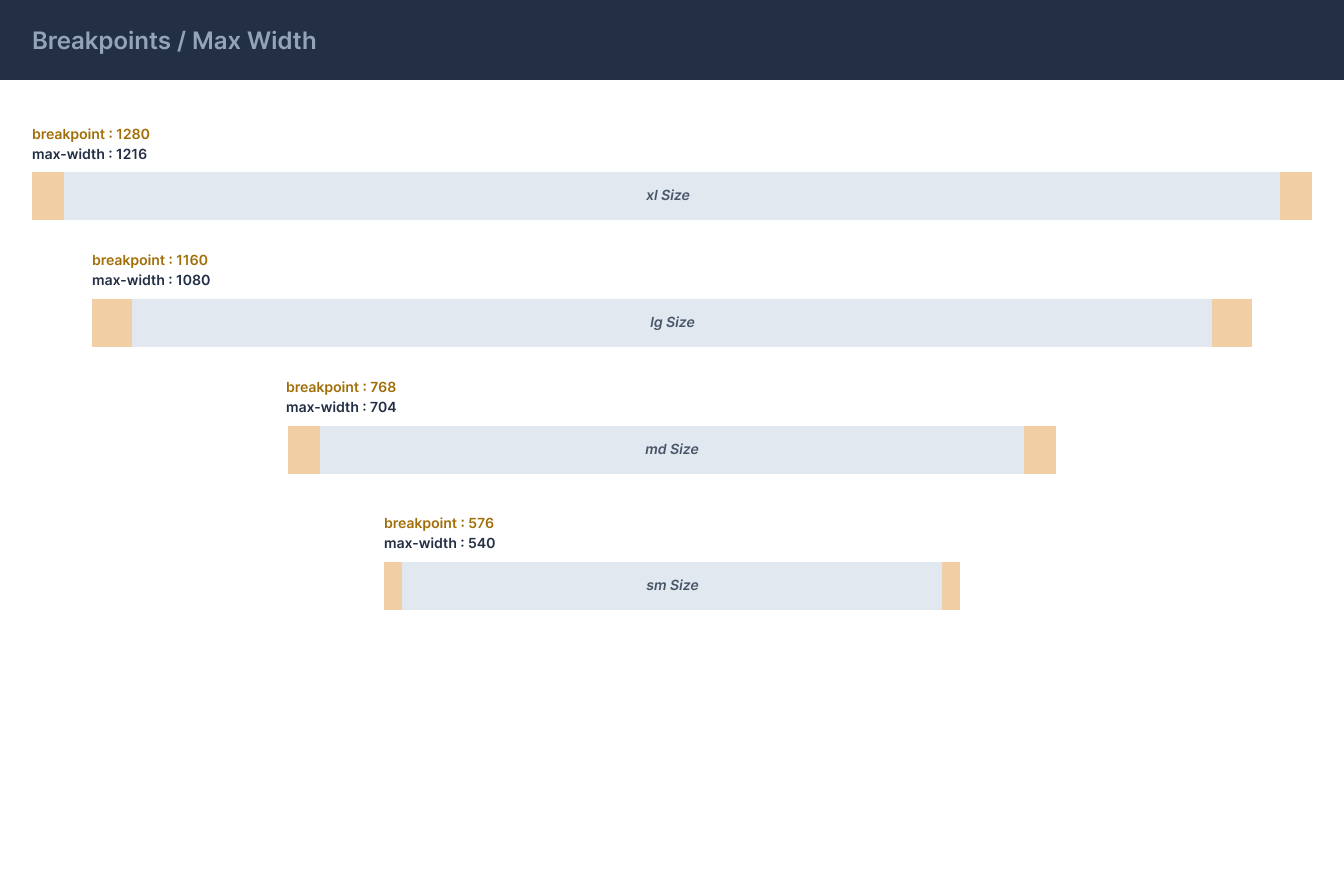 Breakpoints / Max Width
breakpoint : 1280
max-width : 1216
xl Size
breakpoint : 1160
max-width : 1080
lg Size
breakpoint : 768
max-width : 704
md Size
breakpoint : 576
max-width : 540
sm Size